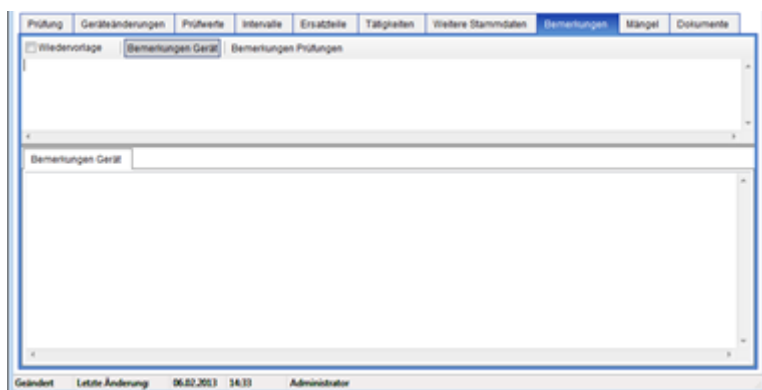 Prüfung Geräteänderungen Prüfwerte Intervalle Ersatzteile Tätigkeiten Weitere Stammdaten Bemerkungen Mängel Dokumente
Wiedervorlage Bemerkungen Gerät Bemerkungen Prüfungen
Bemerkungen Gerät
Geändert Letzte Änderung: 06.02.2013 14:33 Administrator